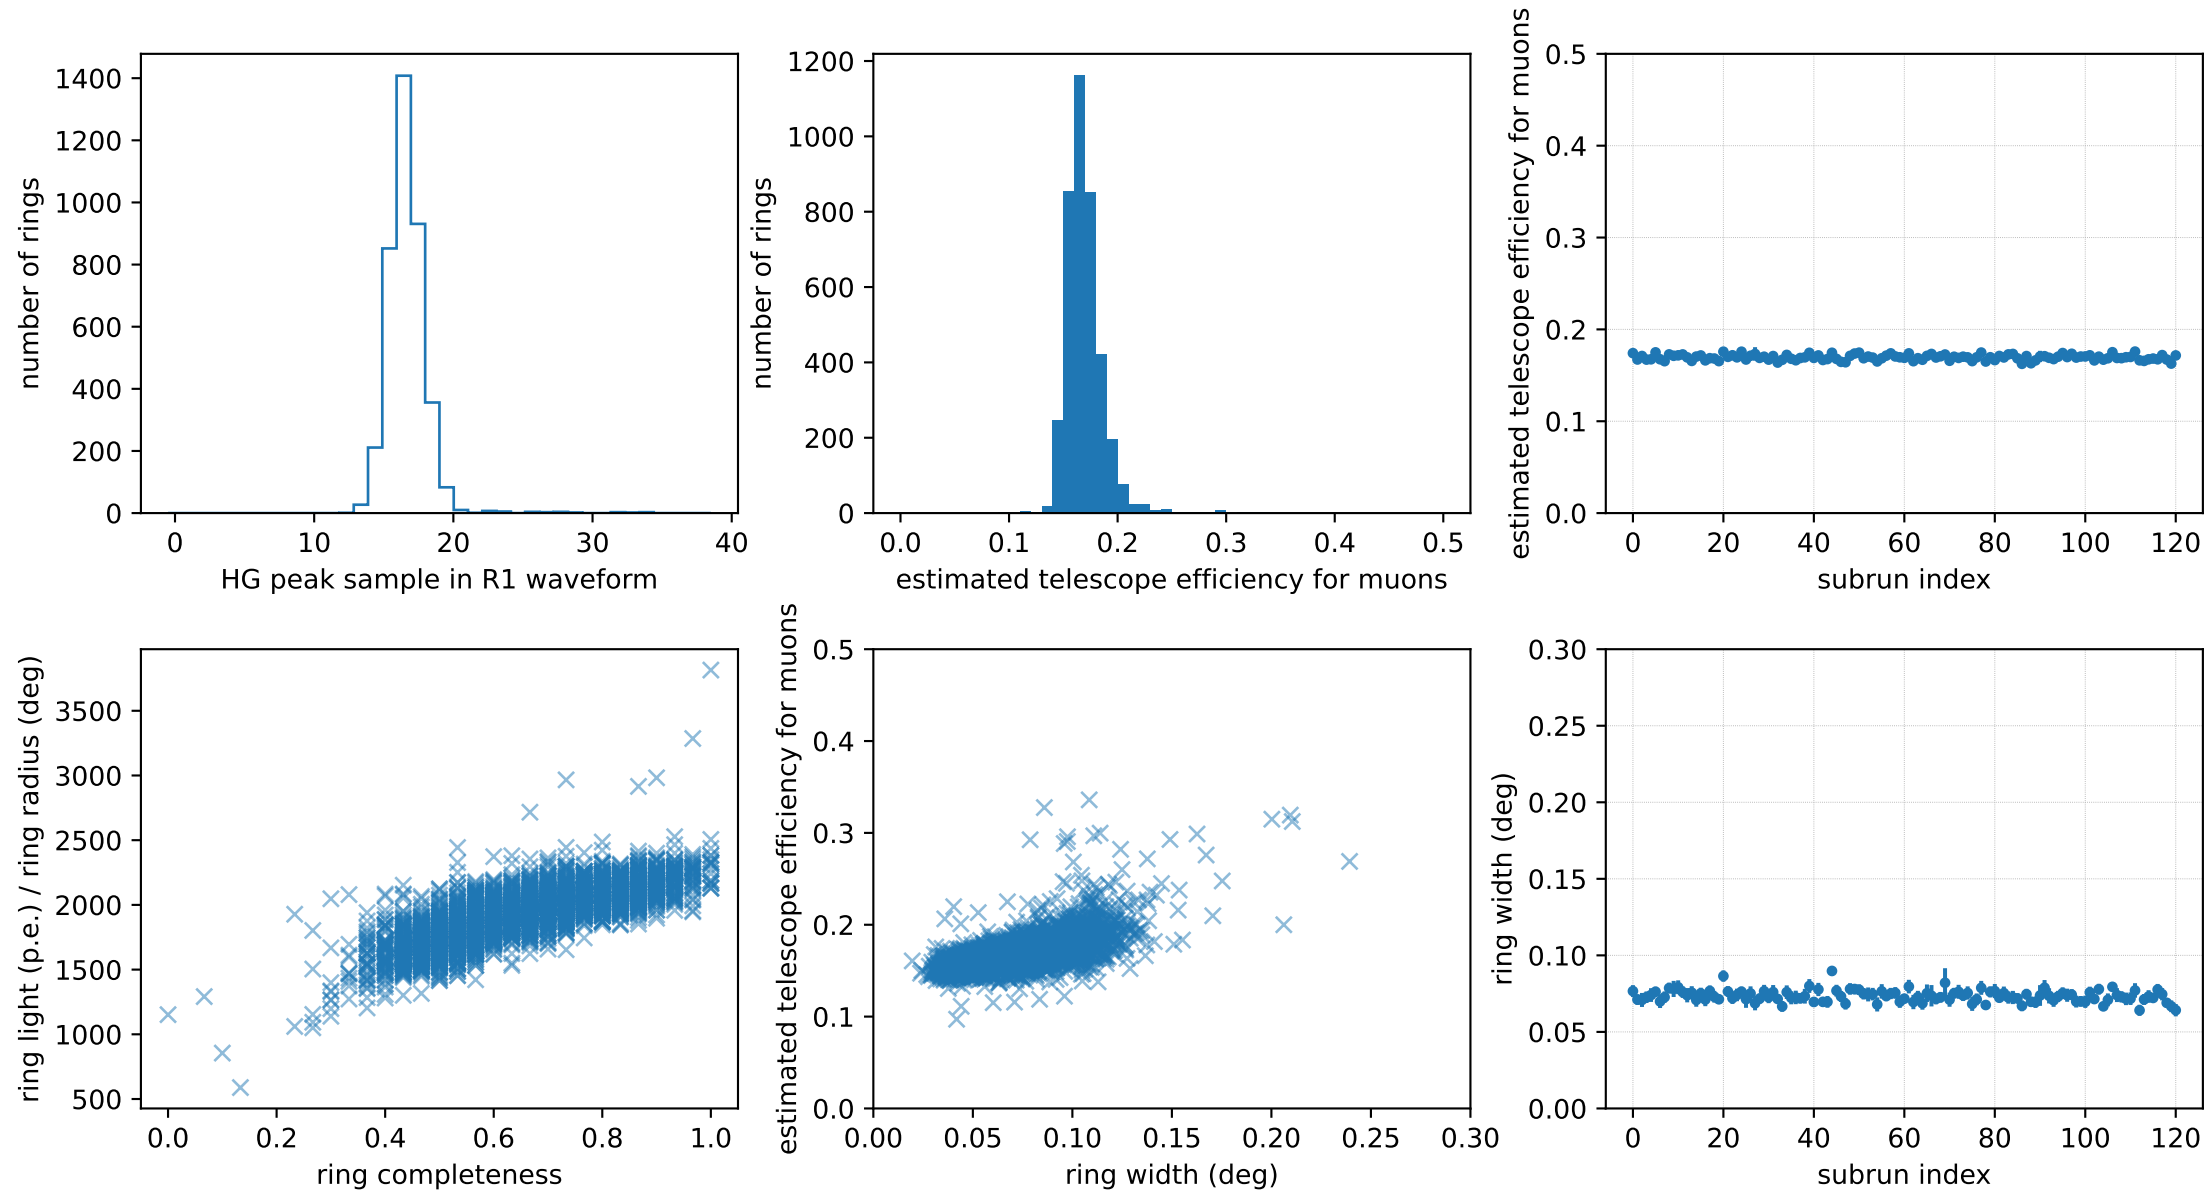 number of rings
1400
1200
1000
800
600
400
200
0
0 10 20 30 40
HG peak sample in R1 waveform
number of rings
1200
1000
800
600
400
200
0
0.0 0.1 0.2 0.3 0.4 0.5
estimated telescope efficiency for muons
estimated telescope efficiency for muons
0.5
0.4
0.3
0.2
0.1
0.0
0 20 40 60 80 100 120
subrun index
ring light (p.e.) / ring radius (deg)
3500
3000
2500
2000
1500
1000
500
0.0 0.2 0.4 0.6 0.8 1.0
ring completeness
estimated telescope efficiency for muons
0.5
0.4
0.3
0.2
0.1
0.0
0.00 0.05 0.10 0.15 0.20 0.25 0.30
ring width (deg)
ring width (deg)
0.30
0.25
0.20
0.15
0.10
0.05
0.00
0 20 40 60 80 100 120
subrun index